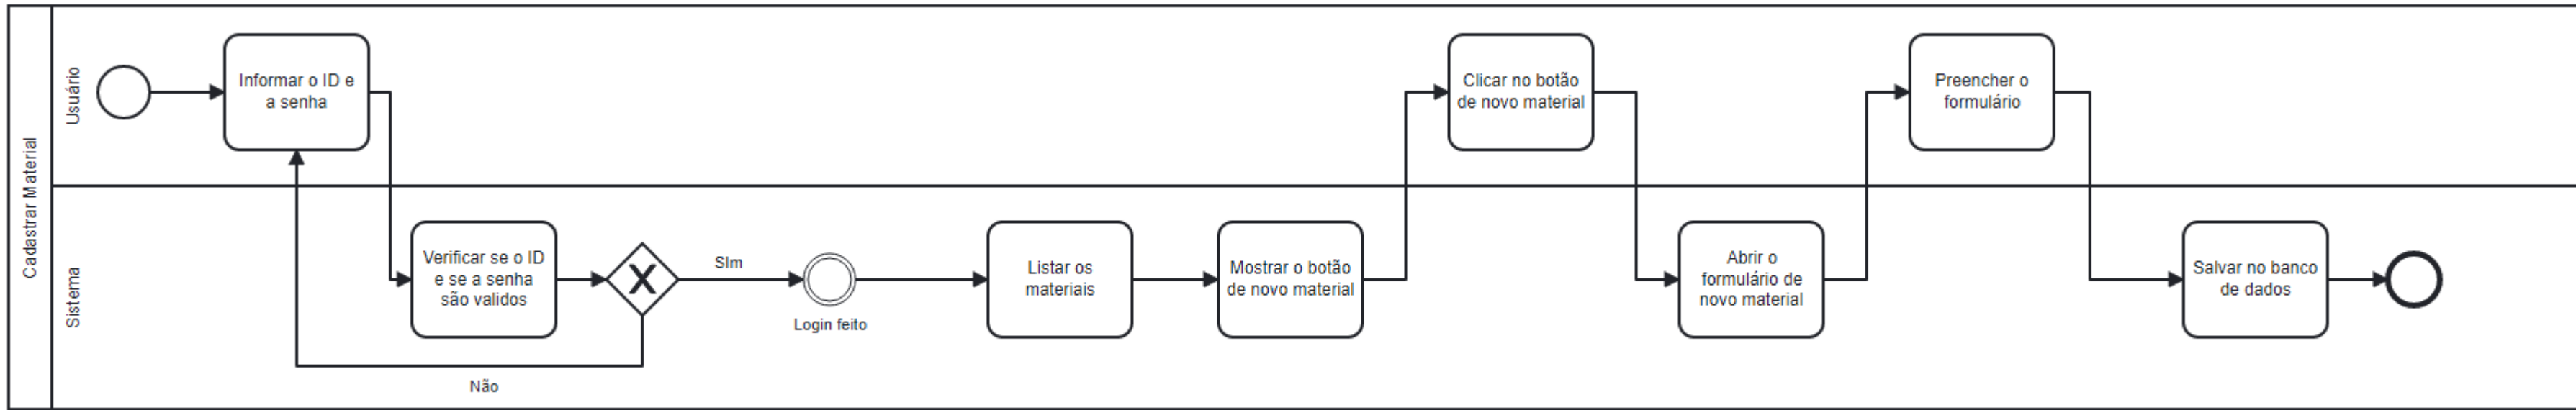 Cadastrar Material
Usuário
Informar o ID e
a senha
Clicar no botão
de novo material
Preencher o
formulário
Sistema
Verificar se o ID
e se a senha
são validos
SIm
Login feito
Não
Listar os
materiais
Mostrar o botão
de novo material
Abrir o
formulário de
novo material
Salvar no banco
de dados